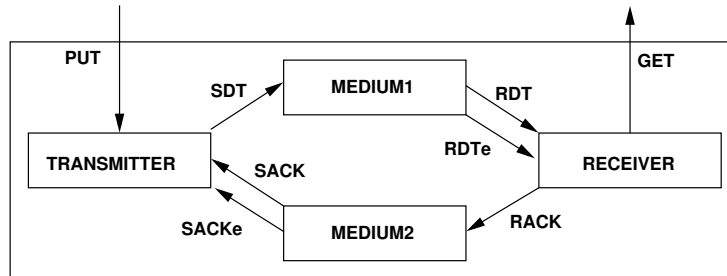 PUT
GET
SDT
MEDIUM1
RDT
RDTe
TRANSMITTER
RECEIVER
SACK
SACKe
MEDIUM2
RACK